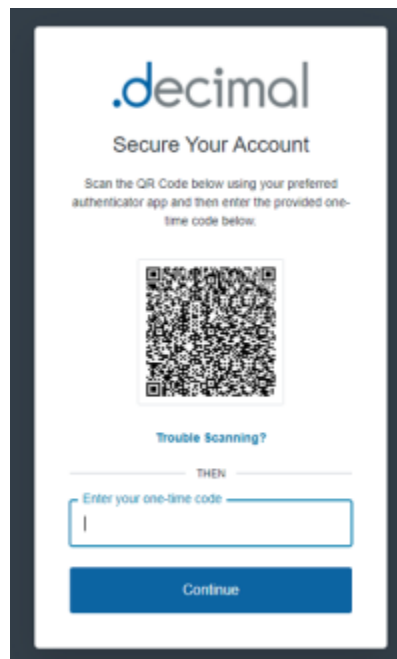 .decimal
Secure Your Account
Scan the QR Code below using your preferred
authenticator app and then enter the provided one-
time code below.
Trouble Scanning?
THEN
Enter your one-time code
Continue